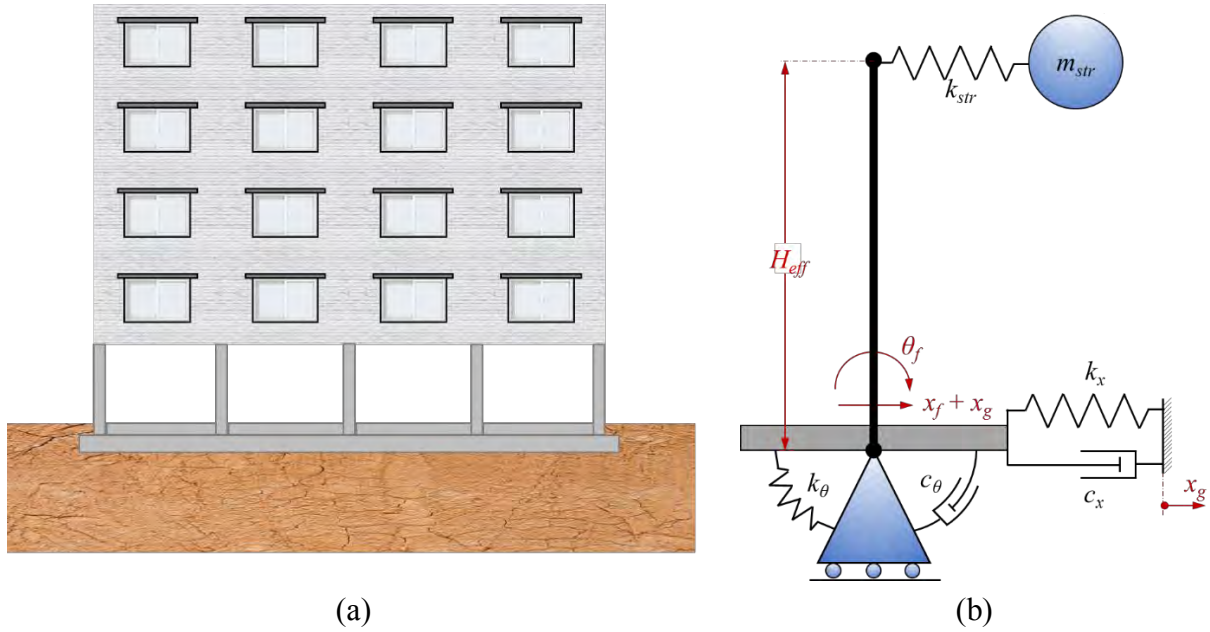 m_str
k_str
H_eff
θ_f
k_x
x_f + x_g
k_θ
c_θ
c_x
x_g
(a)
(b)